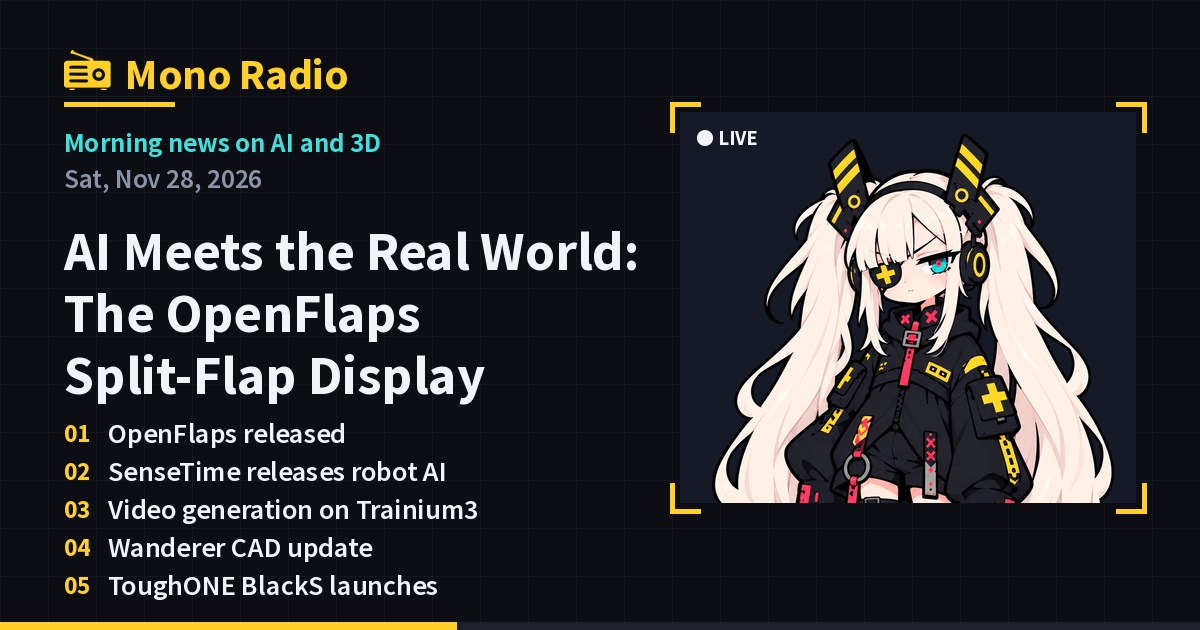 Mono Radio
Morning news on AI and 3D
Sat, Nov 28, 2026
AI Meets the Real World:
The OpenFlaps
Split-Flap Display
01 OpenFlaps released
02 SenseTime releases robot AI
03 Video generation on Trainium3
04 Wanderer CAD update
05 ToughONE BlackS launches
LIVE